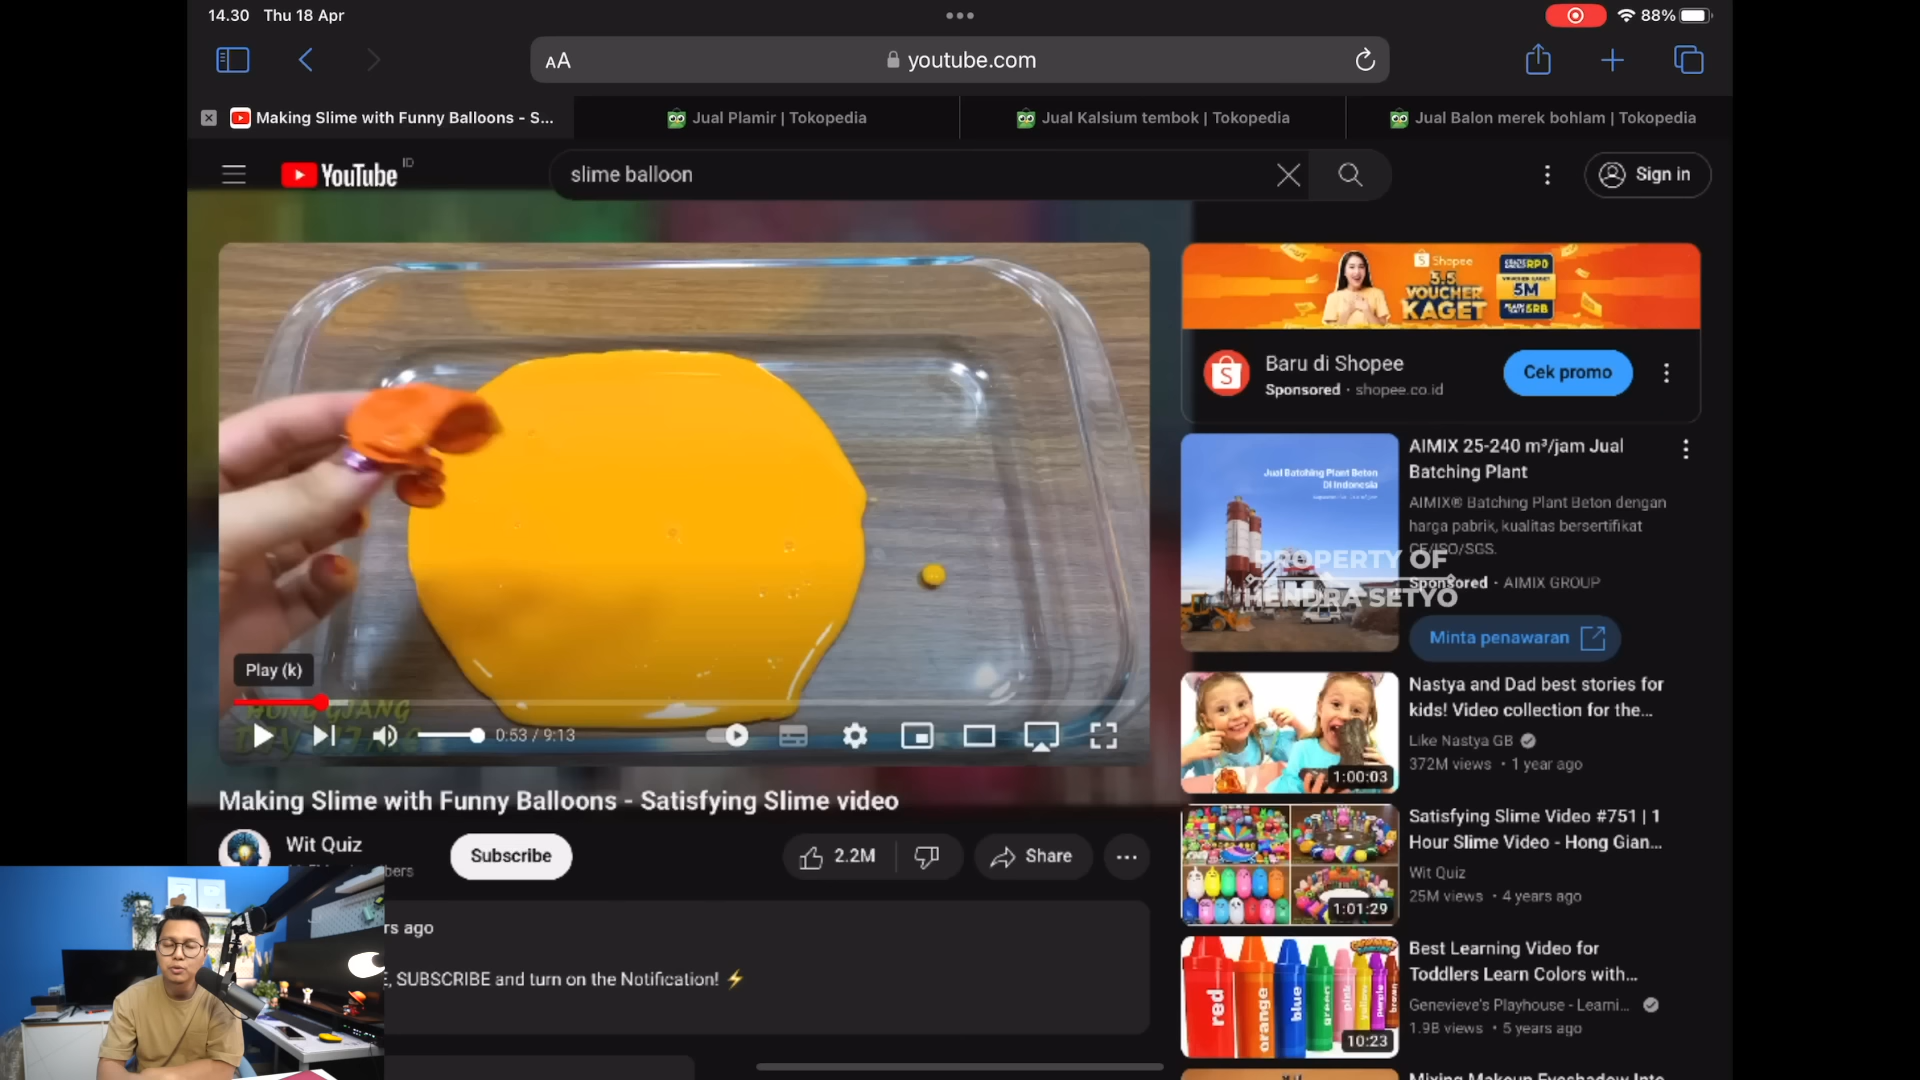 14.30 Thu 18 Apr
88%
AA
youtube.com
Making Slime with Funny Balloons - S...
Jual Plamir | Tokopedia
Jual Kalsium tembok | Tokopedia
Jual Balon merek bohlam | Tokopedia
YouTube ID
slime balloon
Sign in
Shopee
5.5
VOUCHER
KAGET
5M
Baru di Shopee
Sponsored · shopee.co.id
Cek promo
Jual Batching Plant Beton
Di Indonesia
AIMIX 25-240 m³/jam Jual
Batching Plant
AIMIX® Batching Plant Beton dengan
harga pabrik, kualitas bersertifikat
CE/ISO/SGS.
Sponsored · AIMIX GROUP
PROPERTY OF
HENDRA SETYO
Minta penawaran
Play (k)
HONG GIANG
0:53 / 9:13
Nastya and Dad best stories for
kids! Video collection for the...
Like Nastya GB
372M views · 1 year ago
1:00:03
Making Slime with Funny Balloons - Satisfying Slime video
Wit Quiz
bers
Subscribe
2.2M
Share
Satisfying Slime Video #751 | 1
Hour Slime Video - Hong Gian...
Wit Quiz
25M views · 4 years ago
1:01:29
rs ago
E, SUBSCRIBE and turn on the Notification! ⚡
Best Learning Video for
Toddlers Learn Colors with...
Genevieve's Playhouse - Learni...
1.9B views · 5 years ago
red
orange
blue
green
pink
yellow
purple
brown
10:23